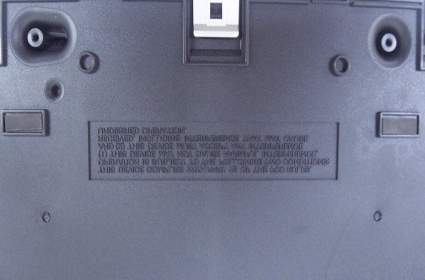 THIS DEVICE COMPLIES WITH PART 15 OF THE FCC RULES.
OPERATION IS SUBJECT TO THE FOLLOWING TWO CONDITIONS:
(1) THIS DEVICE MAY NOT CAUSE HARMFUL INTERFERENCE,
AND (2) THIS DEVICE MUST ACCEPT ANY INTERFERENCE
RECEIVED, INCLUDING INTERFERENCE THAT MAY CAUSE
UNDESIRED OPERATION.